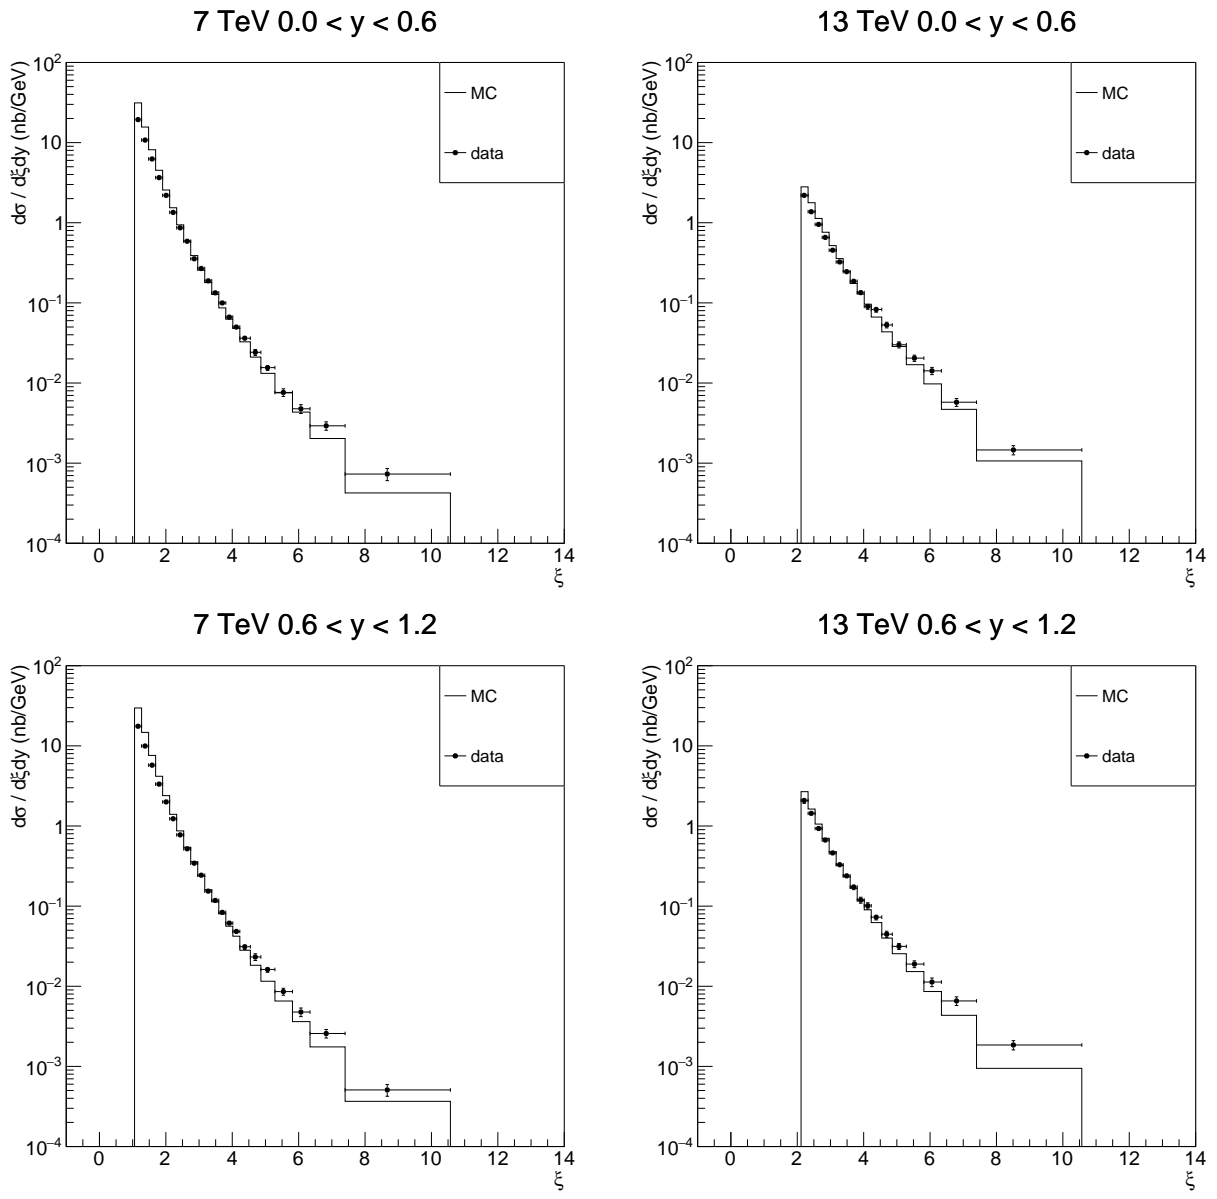 7 TeV 0.0 < y < 0.6
dσ / dξdy (nb/GeV)
10²
10
1
10⁻¹
10⁻²
10⁻³
10⁻⁴
MC
data
0 2 4 6 8 10 12 14
ξ
13 TeV 0.0 < y < 0.6
dσ / dξdy (nb/GeV)
10²
10
1
10⁻¹
10⁻²
10⁻³
10⁻⁴
MC
data
0 2 4 6 8 10 12 14
ξ
7 TeV 0.6 < y < 1.2
dσ / dξdy (nb/GeV)
10²
10
1
10⁻¹
10⁻²
10⁻³
10⁻⁴
MC
data
0 2 4 6 8 10 12 14
ξ
13 TeV 0.6 < y < 1.2
dσ / dξdy (nb/GeV)
10²
10
1
10⁻¹
10⁻²
10⁻³
10⁻⁴
MC
data
0 2 4 6 8 10 12 14
ξ